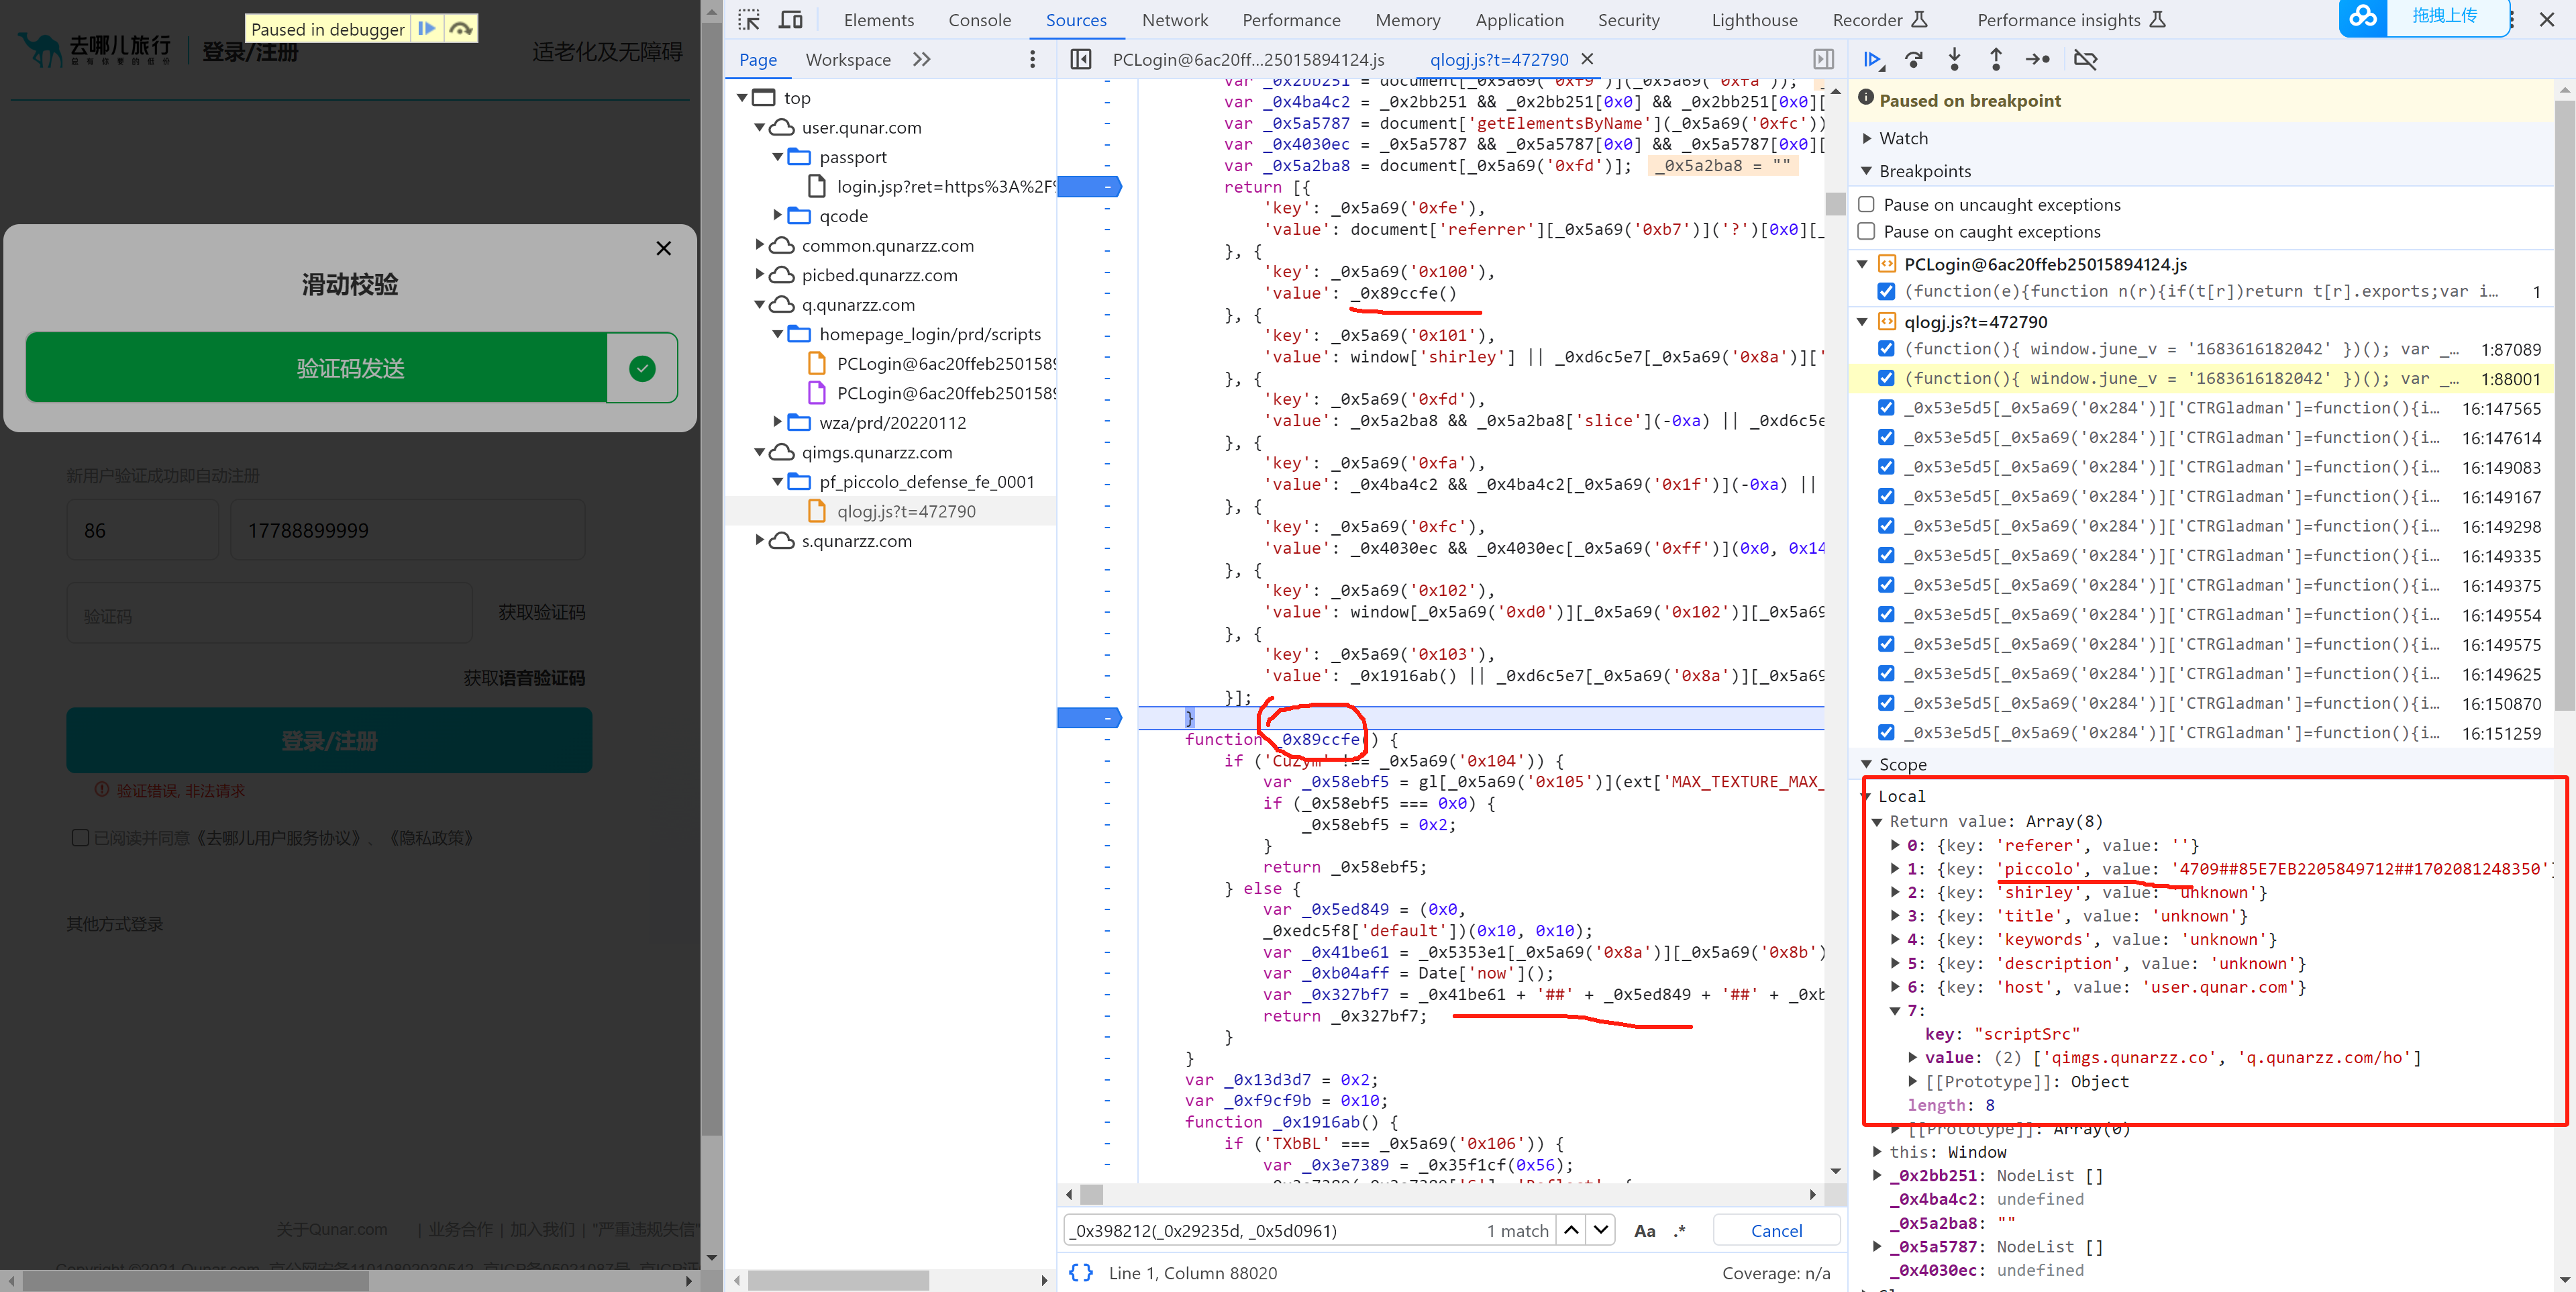 Paused in debugger
去哪儿旅行
总有你要的低价
登录/注册
适老化及无障碍
滑动校验
验证码发送
新用户验证成功即自动注册
86
17788899999
验证码
获取验证码
获取语音验证码
登录/注册
验证错误, 非法请求
已阅读并同意《去哪儿用户服务协议》、《隐私政策》
其他方式登录
关于Qunar.com | 业务合作 | 加入我们 | "严重违规失信"
Elements Console Sources Network Performance Memory Application Security Lighthouse Recorder Performance insights
拖拽上传
Page Workspace
top
user.qunar.com
passport
login.jsp?ret=https%3A%2F%
qcode
common.qunarzz.com
picbed.qunarzz.com
q.qunarzz.com
homepage_login/prd/scripts
PCLogin@6ac20ffeb250158
PCLogin@6ac20ffeb250158
wza/prd/20220112
qimgs.qunarzz.com
pf_piccolo_defense_fe_0001
qlogj.js?t=472790
s.qunarzz.com
PCLogin@6ac20ff...25015894124.js qlogj.js?t=472790
var _0x2bb251 = document[_0x5a69('0xf9')](_0x5a69('0xfa'));
var _0x4ba4c2 = _0x2bb251 && _0x2bb251[0x0] && _0x2bb251[0x0][
var _0x5a5787 = document['getElementsByName'](_0x5a69('0xfc'))
var _0x4030ec = _0x5a5787 && _0x5a5787[0x0] && _0x5a5787[0x0][
var _0x5a2ba8 = document[_0x5a69('0xfd')]; _0x5a2ba8 = ""
return [{
'key': _0x5a69('0xfe'),
'value': document['referrer'][_0x5a69('0xb7')]('?')[0x0][_
}, {
'key': _0x5a69('0x100'),
'value': _0x89ccfe()
}, {
'key': _0x5a69('0x101'),
'value': window['shirley'] || _0xd6c5e7[_0x5a69('0x8a')]['
}, {
'key': _0x5a69('0xfd'),
'value': _0x5a2ba8 && _0x5a2ba8['slice'](-0xa) || _0xd6c5e
}, {
'key': _0x5a69('0xfa'),
'value': _0x4ba4c2 && _0x4ba4c2[_0x5a69('0x1f')](-0xa) ||
}, {
'key': _0x5a69('0xfc'),
'value': _0x4030ec && _0x4030ec[_0x5a69('0xff')](0x0, 0x14
}, {
'key': _0x5a69('0x102'),
'value': window[_0x5a69('0xd0')][_0x5a69('0x102')][_0x5a69
}, {
'key': _0x5a69('0x103'),
'value': _0x1916ab() || _0xd6c5e7[_0x5a69('0x8a')][_0x5a69
}];
}
function _0x89ccfe() {
if ('CuZym' !== _0x5a69('0x104')) {
var _0x58ebf5 = gl[_0x5a69('0x105')](ext['MAX_TEXTURE_MAX_
if (_0x58ebf5 === 0x0) {
_0x58ebf5 = 0x2;
}
return _0x58ebf5;
} else {
var _0x5ed849 = (0x0,
_0xedc5f8['default'])(0x10, 0x10);
var _0x41be61 = _0x5353e1[_0x5a69('0x8a')][_0x5a69('0x8b')
var _0xb04aff = Date['now']();
var _0x327bf7 = _0x41be61 + '##' + _0x5ed849 + '##' + _0xb
return _0x327bf7;
}
}
var _0x13d3d7 = 0x2;
var _0xf9cf9b = 0x10;
function _0x1916ab() {
if ('TXbBL' === _0x5a69('0x106')) {
var _0x3e7389 = _0x35f1cf(0x56);
_0x398212(_0x29235d, _0x5d0961) 1 match Aa .* Cancel
{} Line 1, Column 88020 Coverage: n/a
Paused on breakpoint
Watch
Breakpoints
Pause on uncaught exceptions
Pause on caught exceptions
PCLogin@6ac20ffeb25015894124.js
(function(e){function n(r){if(t[r])return t[r].exports;var i… 1
qlogj.js?t=472790
(function(){ window.june_v = '1683616182042' })(); var _… 1:87089
(function(){ window.june_v = '1683616182042' })(); var _… 1:88001
_0x53e5d5[_0x5a69('0x284')]['CTRGladman']=function(){i… 16:147565
_0x53e5d5[_0x5a69('0x284')]['CTRGladman']=function(){i… 16:147614
_0x53e5d5[_0x5a69('0x284')]['CTRGladman']=function(){i… 16:149083
_0x53e5d5[_0x5a69('0x284')]['CTRGladman']=function(){i… 16:149167
_0x53e5d5[_0x5a69('0x284')]['CTRGladman']=function(){i… 16:149298
_0x53e5d5[_0x5a69('0x284')]['CTRGladman']=function(){i… 16:149335
_0x53e5d5[_0x5a69('0x284')]['CTRGladman']=function(){i… 16:149375
_0x53e5d5[_0x5a69('0x284')]['CTRGladman']=function(){i… 16:149554
_0x53e5d5[_0x5a69('0x284')]['CTRGladman']=function(){i… 16:149575
_0x53e5d5[_0x5a69('0x284')]['CTRGladman']=function(){i… 16:149625
_0x53e5d5[_0x5a69('0x284')]['CTRGladman']=function(){i… 16:150870
_0x53e5d5[_0x5a69('0x284')]['CTRGladman']=function(){i… 16:151259
Scope
Local
Return value: Array(8)
0: {key: 'referer', value: ''}
1: {key: 'piccolo', value: '4709##85E7EB2205849712##1702081248350'}
2: {key: 'shirley', value: 'unknown'}
3: {key: 'title', value: 'unknown'}
4: {key: 'keywords', value: 'unknown'}
5: {key: 'description', value: 'unknown'}
6: {key: 'host', value: 'user.qunar.com'}
7:
key: "scriptSrc"
value: (2) ['qimgs.qunarzz.co', 'q.qunarzz.com/ho']
[[Prototype]]: Object
length: 8
[[Prototype]]: Array(0)
this: Window
_0x2bb251: NodeList []
_0x4ba4c2: undefined
_0x5a2ba8: ""
_0x5a5787: NodeList []
_0x4030ec: undefined